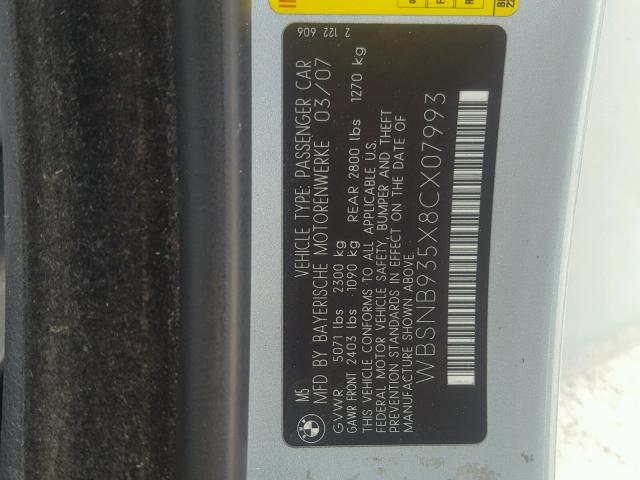 M5 VEHICLE TYPE: PASSENGER CAR 2 122 606
MFD BY BAYERISCHE MOTORENWERKE 03/07
GVWR 5071 lbs 2300 kg
GAWR FRONT 2403 lbs 1090 kg REAR 2800 lbs 1270 kg
THIS VEHICLE CONFORMS TO ALL APPLICABLE U.S.
FEDERAL MOTOR VEHICLE SAFETY, BUMPER AND THEFT
PREVENTION STANDARDS IN EFFECT ON THE DATE OF
MANUFACTURE SHOWN ABOVE.
WBSNB935X8CX07993